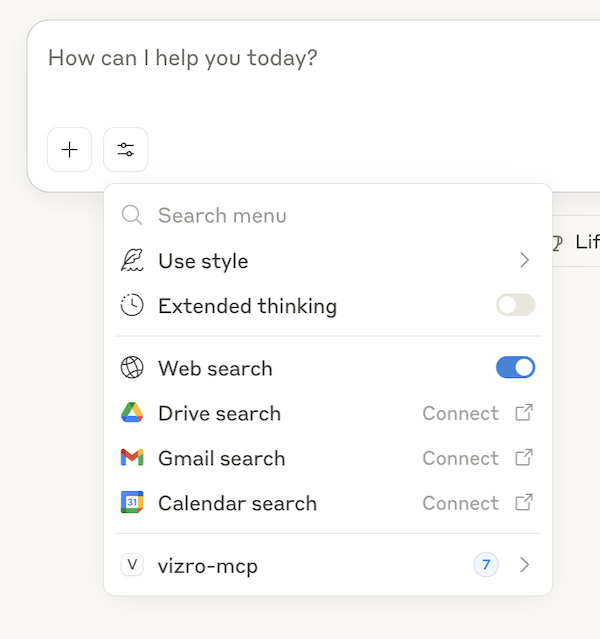 How can I help you today?
Search menu
Use style
Extended thinking
Web search
Drive search Connect
Gmail search Connect
31 Calendar search Connect
V vizro-mcp 7
Lif